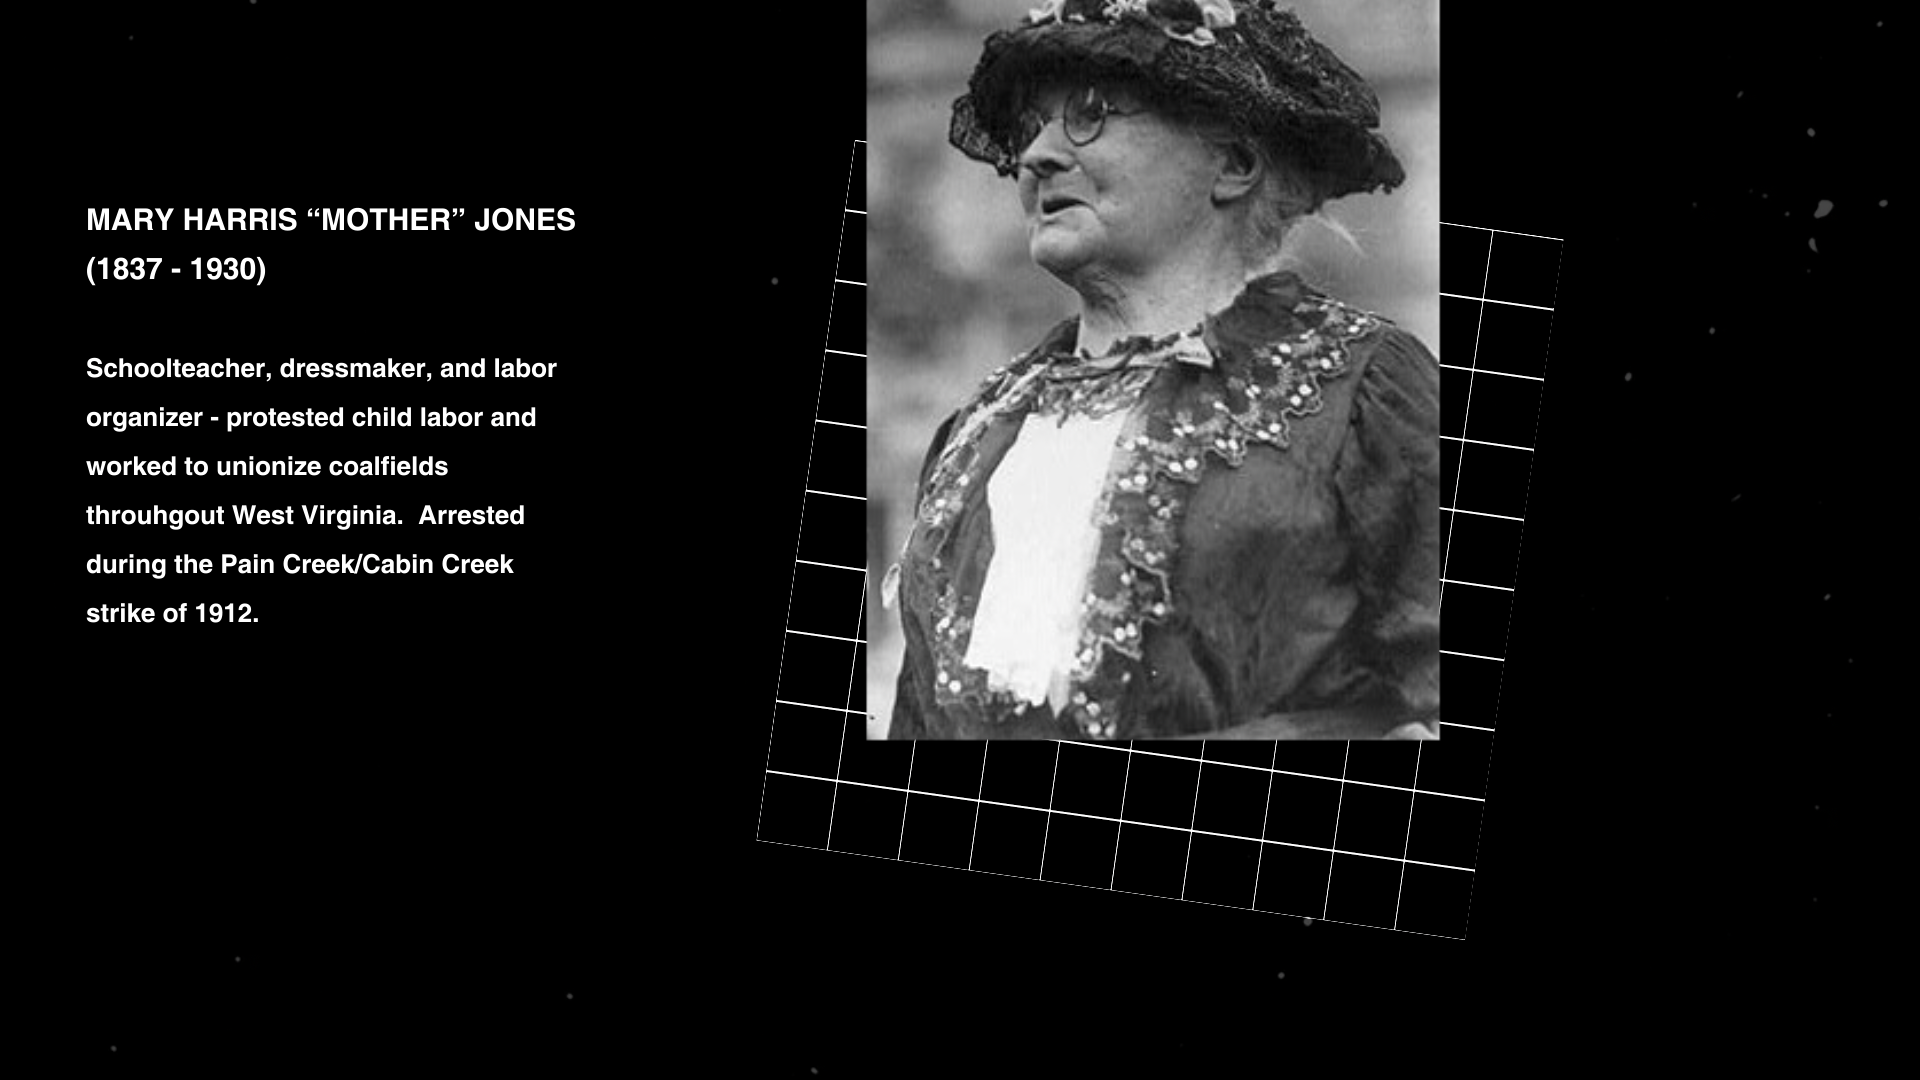 MARY HARRIS “MOTHER” JONES
(1837 - 1930)
Schoolteacher, dressmaker, and labor
organizer - protested child labor and
worked to unionize coalfields
throuhgout West Virginia.  Arrested
during the Pain Creek/Cabin Creek
strike of 1912.